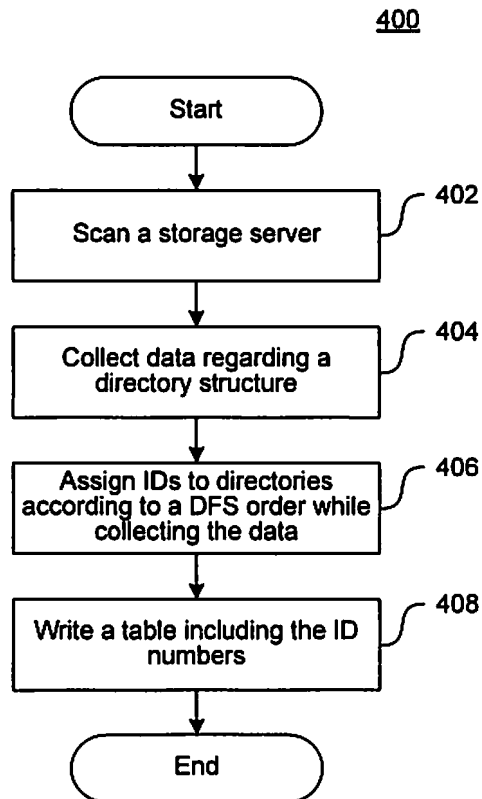 400
Start
Scan a storage server
402
Collect data regarding a
directory structure
404
Assign IDs to directories
according to a DFS order while
collecting the data
406
Write a table including the ID
numbers
408
End